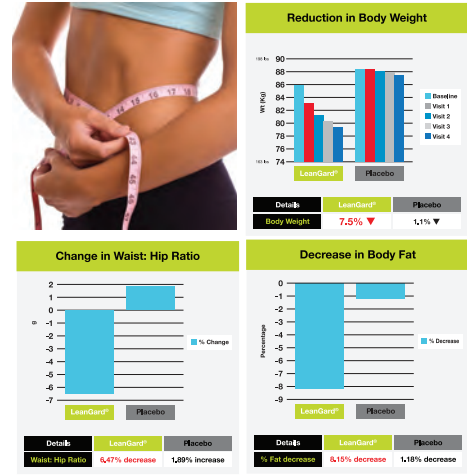 Reduction in Body Weight
90
88
86
84
82
80
78
76
74
Wt (Kg)
Baseline
Visit 1
Visit 2
Visit 3
Visit 4
LeanGard®
Placebo
Details LeanGard® Placebo
Body Weight 7.5% ▼ 1.1% ▼
Change in Waist: Hip Ratio
2
1
0
-1
-2
-3
-4
-5
-6
-7
g
% Change
LeanGard®
Placebo
Details LeanGard® Placebo
Waist: Hip Ratio 6.47% decrease 1.89% increase
Decrease in Body Fat
0
-1
-2
-3
-4
-5
-6
-7
-8
-9
Percentage
% Decrease
LeanGard®
Placebo
Details LeanGard® Placebo
% Fat decrease 8.15% decrease 1.18% decrease